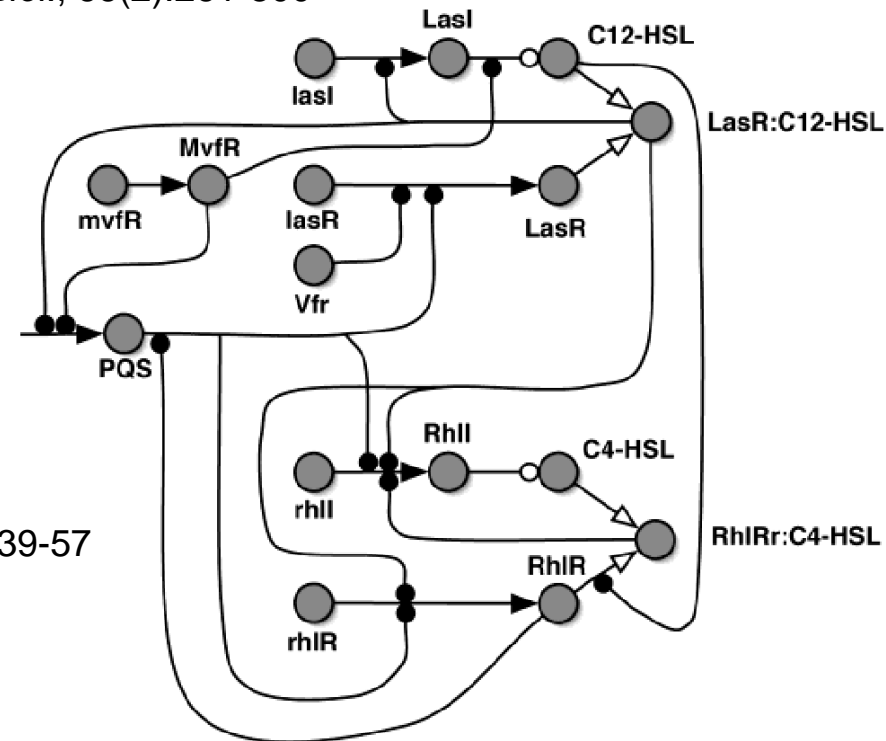 LasI
C12-HSL
lasI
LasR:C12-HSL
MvfR
mvfR
lasR
LasR
Vfr
PQS
RhlI
C4-HSL
rhlI
39-57
RhlRr:C4-HSL
RhlR
rhlR